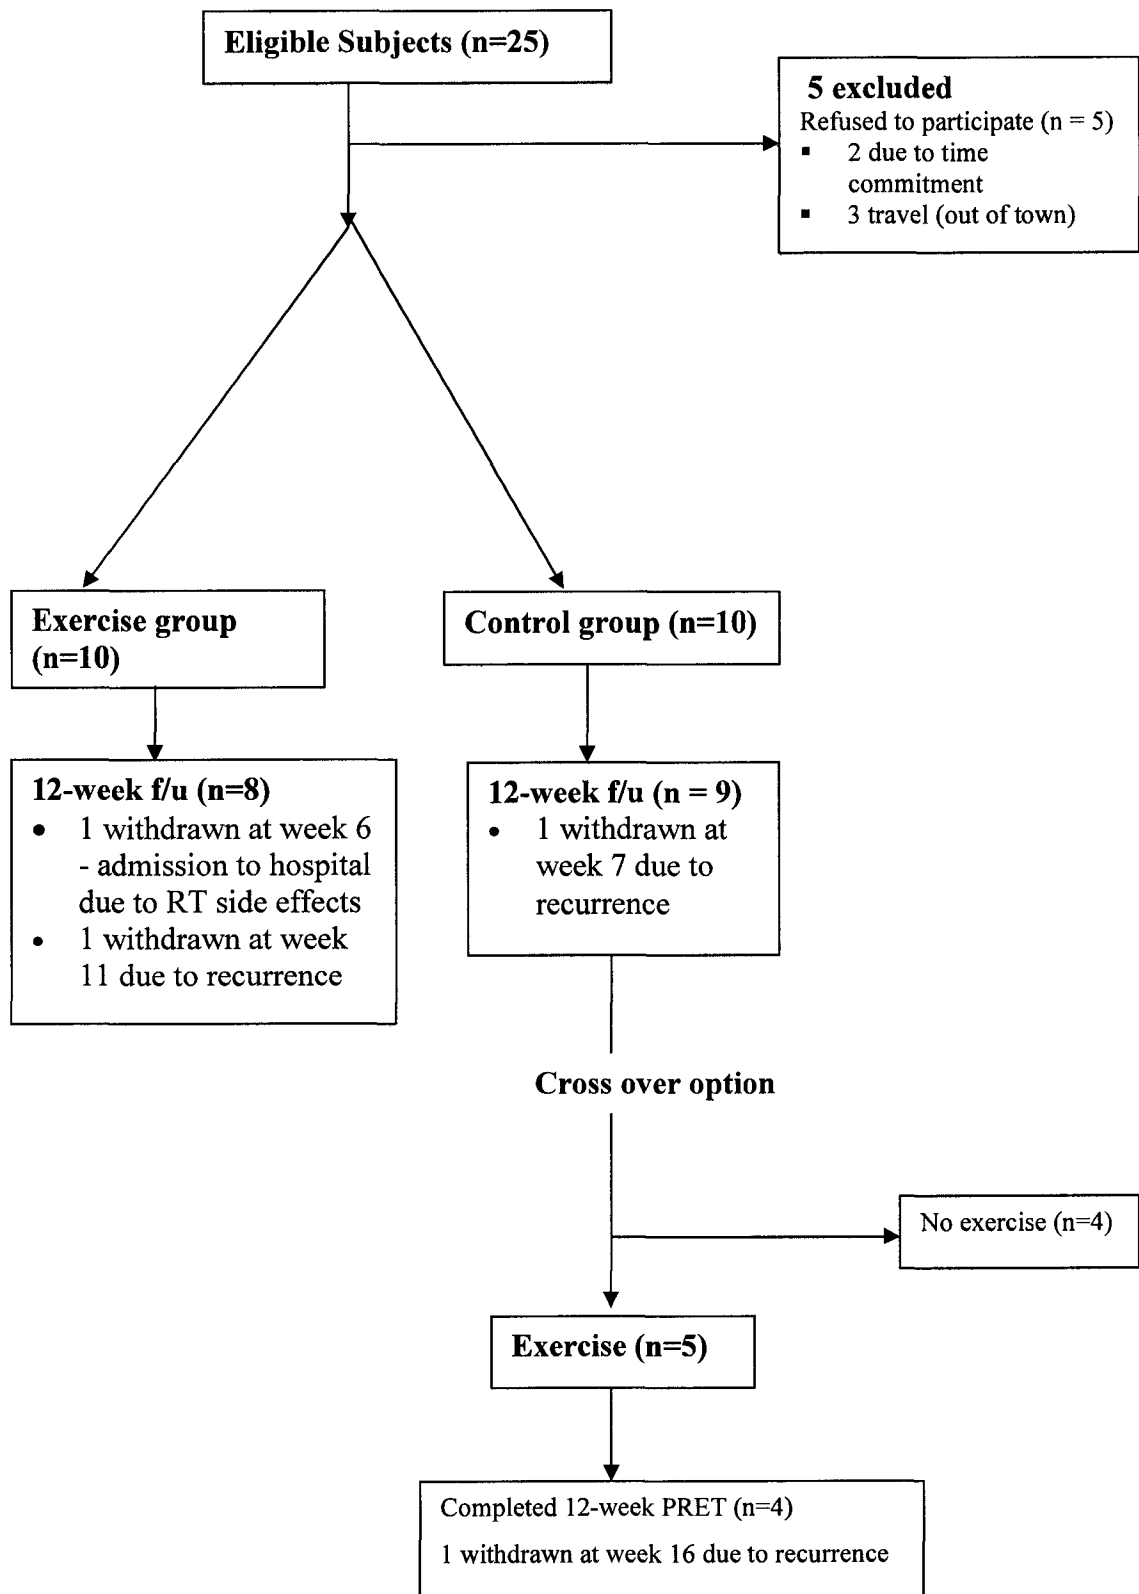 Eligible Subjects (n=25)
5 excluded
Refused to participate (n = 5)
▪ 2 due to time
commitment
▪ 3 travel (out of town)
Exercise group
(n=10)
Control group (n=10)
12-week f/u (n=8)
• 1 withdrawn at week 6
- admission to hospital
due to RT side effects
• 1 withdrawn at week
11 due to recurrence
12-week f/u (n = 9)
• 1 withdrawn at
week 7 due to
recurrence
Cross over option
No exercise (n=4)
Exercise (n=5)
Completed 12-week PRET (n=4)
1 withdrawn at week 16 due to recurrence